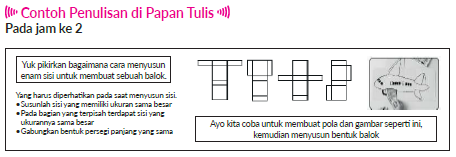 Contoh Penulisan di Papan Tulis
Pada jam ke 2
Yuk pikirkan bagaimana cara menyusun
enam sisi untuk membuat sebuah balok.
Yang harus diperhatikan pada saat menyusun sisi.
• Susunlah sisi yang memiliki ukuran sama besar
• Pada bagian yang terpisah terdapat sisi yang
ukurannya sama besar
• Gabungkan bentuk persegi panjang yang sama
Ayo kita coba untuk membuat pola dan gambar seperti ini,
kemudian menyusun bentuk balok